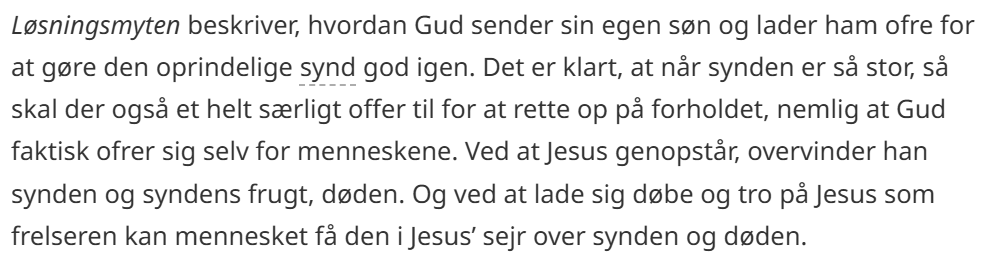 Løsningsmyten beskriver, hvordan Gud sender sin egen søn og lader ham ofre for
at gøre den oprindelige synd god igen. Det er klart, at når synden er så stor, så
skal der også et helt særligt offer til for at rette op på forholdet, nemlig at Gud
faktisk ofrer sig selv for menneskene. Ved at Jesus genopstår, overvinder han
synden og syndens frugt, døden. Og ved at lade sig døbe og tro på Jesus som
frelseren kan mennesket få den i Jesus’ sejr over synden og døden.